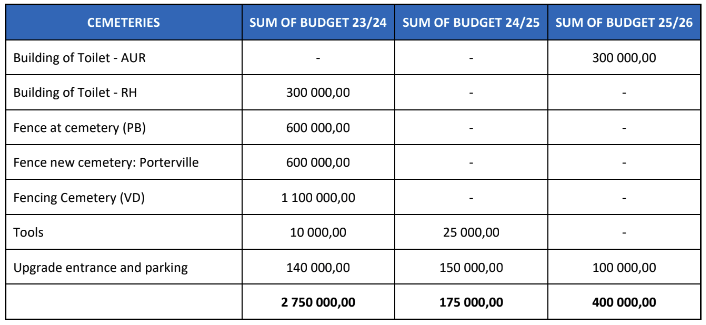 CEMETERIES SUM OF BUDGET 23/24 SUM OF BUDGET 24/25 SUM OF BUDGET 25/26
Building of Toilet - AUR - - 300 000,00
Building of Toilet - RH 300 000,00 - -
Fence at cemetery (PB) 600 000,00 - -
Fence new cemetery: Porterville 600 000,00 - -
Fencing Cemetery (VD) 1 100 000,00 - -
Tools 10 000,00 25 000,00 -
Upgrade entrance and parking 140 000,00 150 000,00 100 000,00
2 750 000,00 175 000,00 400 000,00